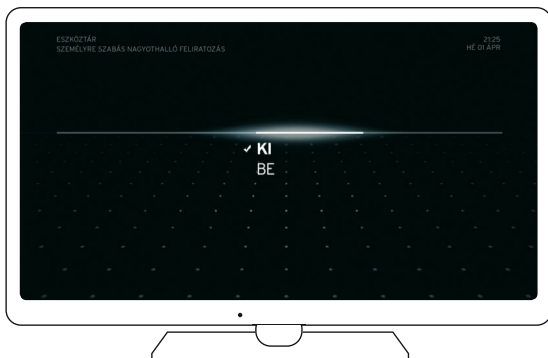 ESZKÖZTÁR
SZEMÉLYRE SZABÁS NAGYOTHALLÓ FELIRATOZÁS
21:25
HÉ 01 ÁPR
KI
BE